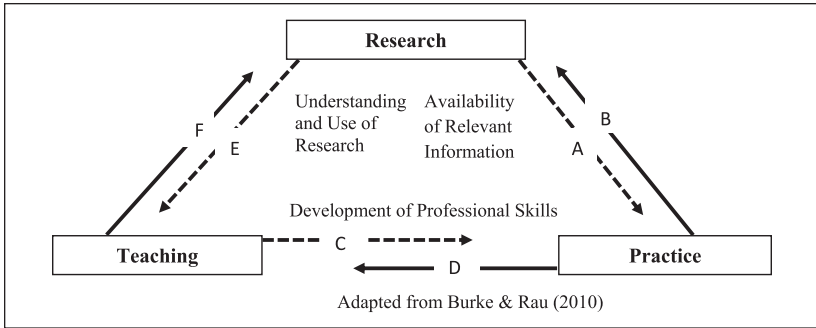 Research
Understanding
and Use of
Research
Availability
of Relevant
Information
F
E
B
A
Development of Professional Skills
Teaching
C
D
Practice
Adapted from Burke & Rau (2010)